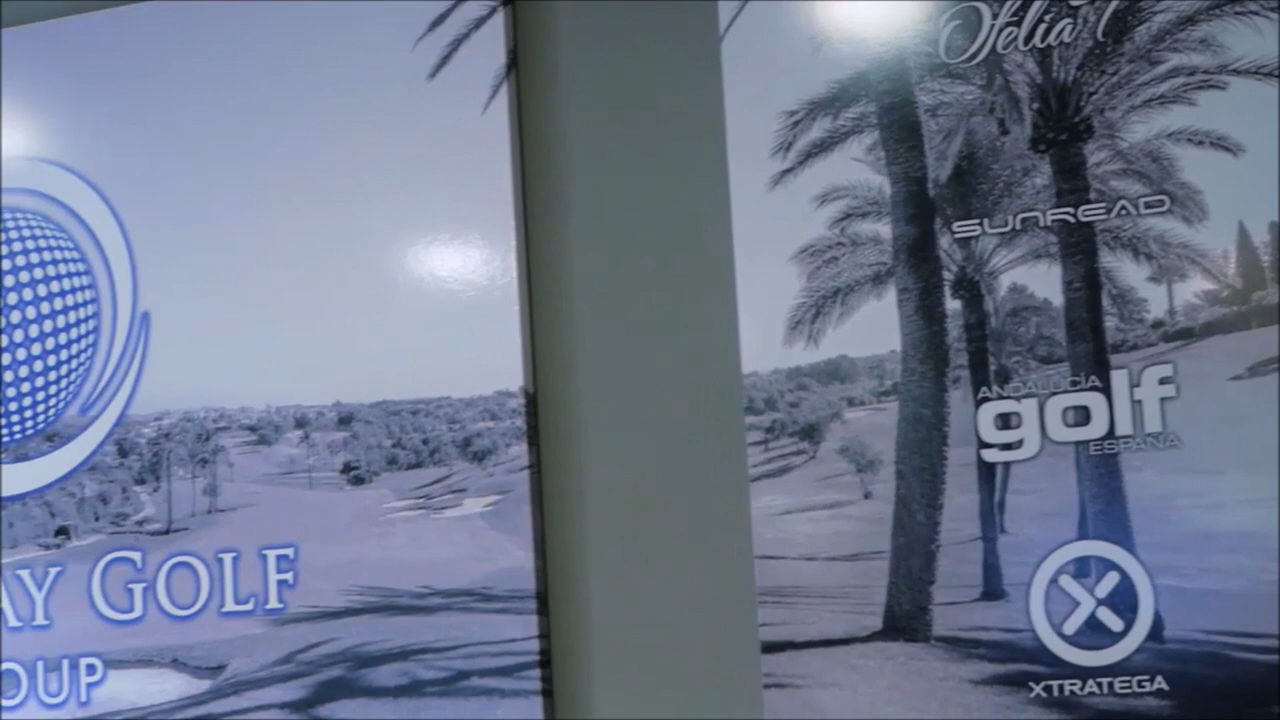 AY GOLF
OUP
Ofelia T
SUNREAD
ANDALUCÍA
golf
ESPAÑA
XTRATEGA